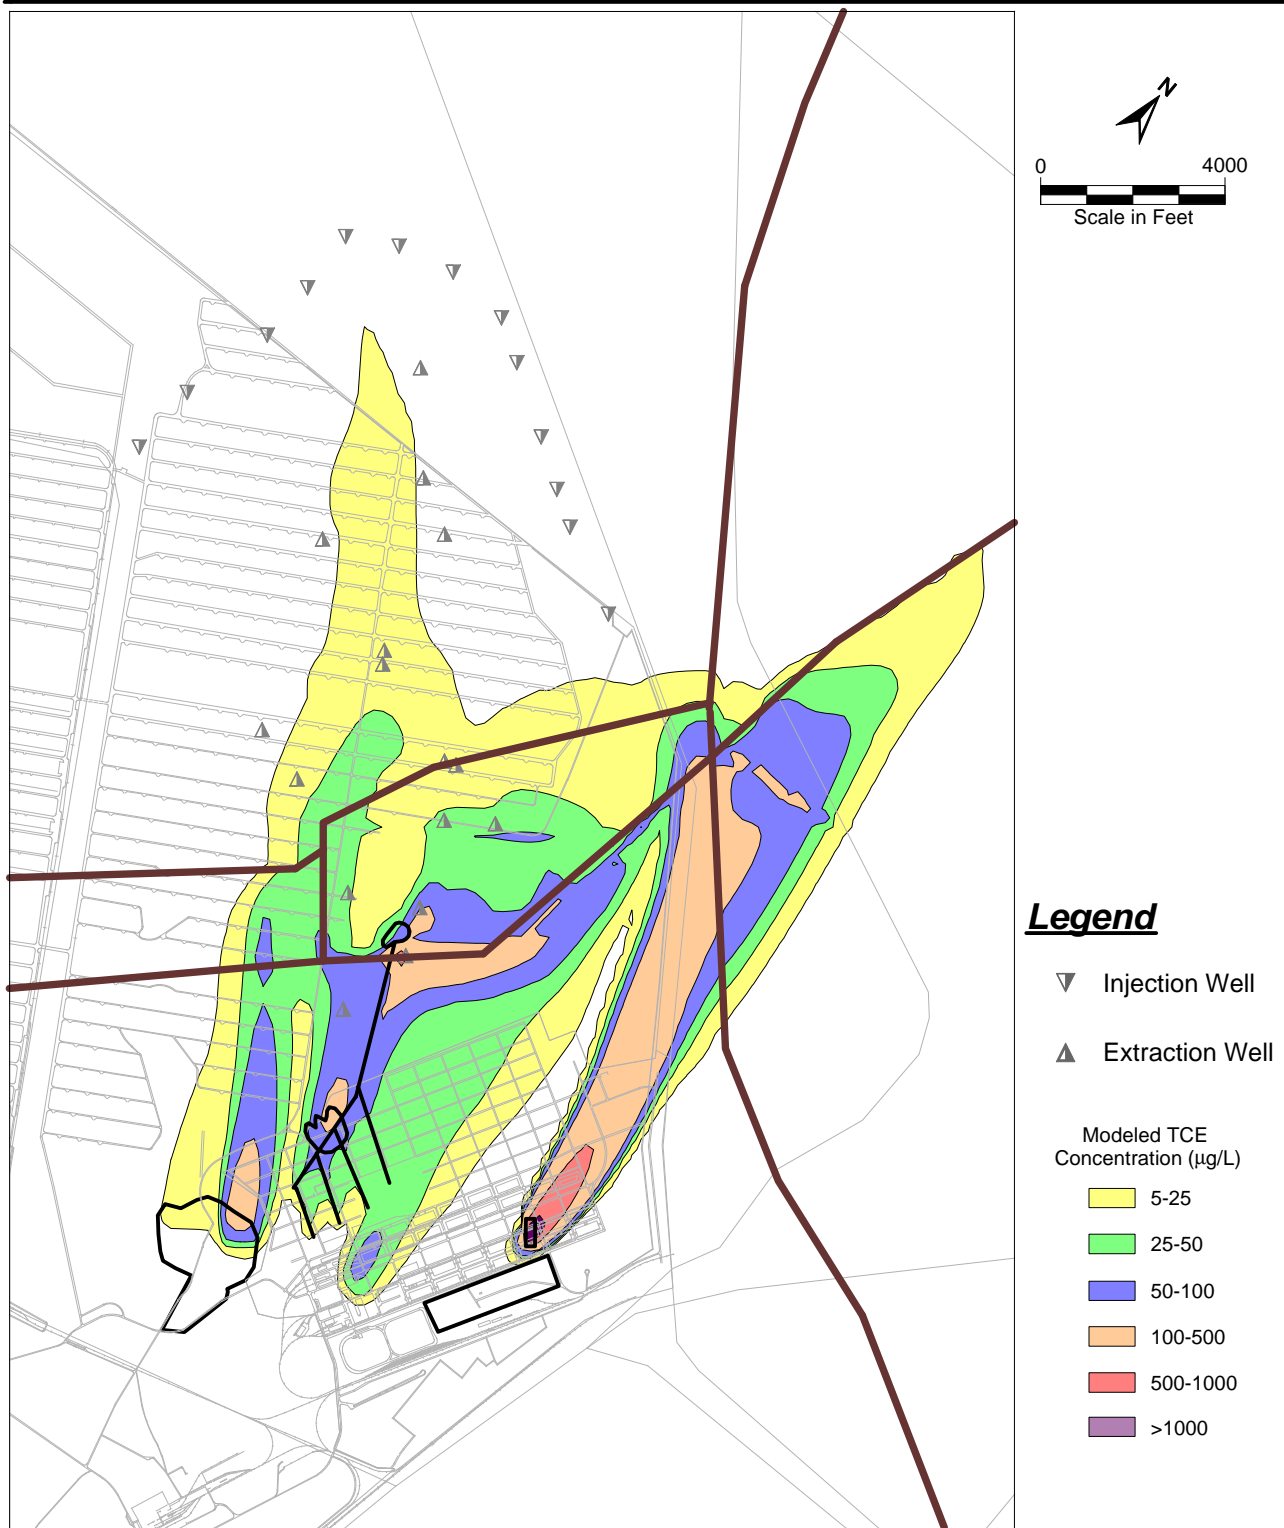 N
0 4000
Scale in Feet
Legend
Injection Well
Extraction Well
Modeled TCE
Concentration (µg/L)
5-25
25-50
50-100
100-500
500-1000
>1000